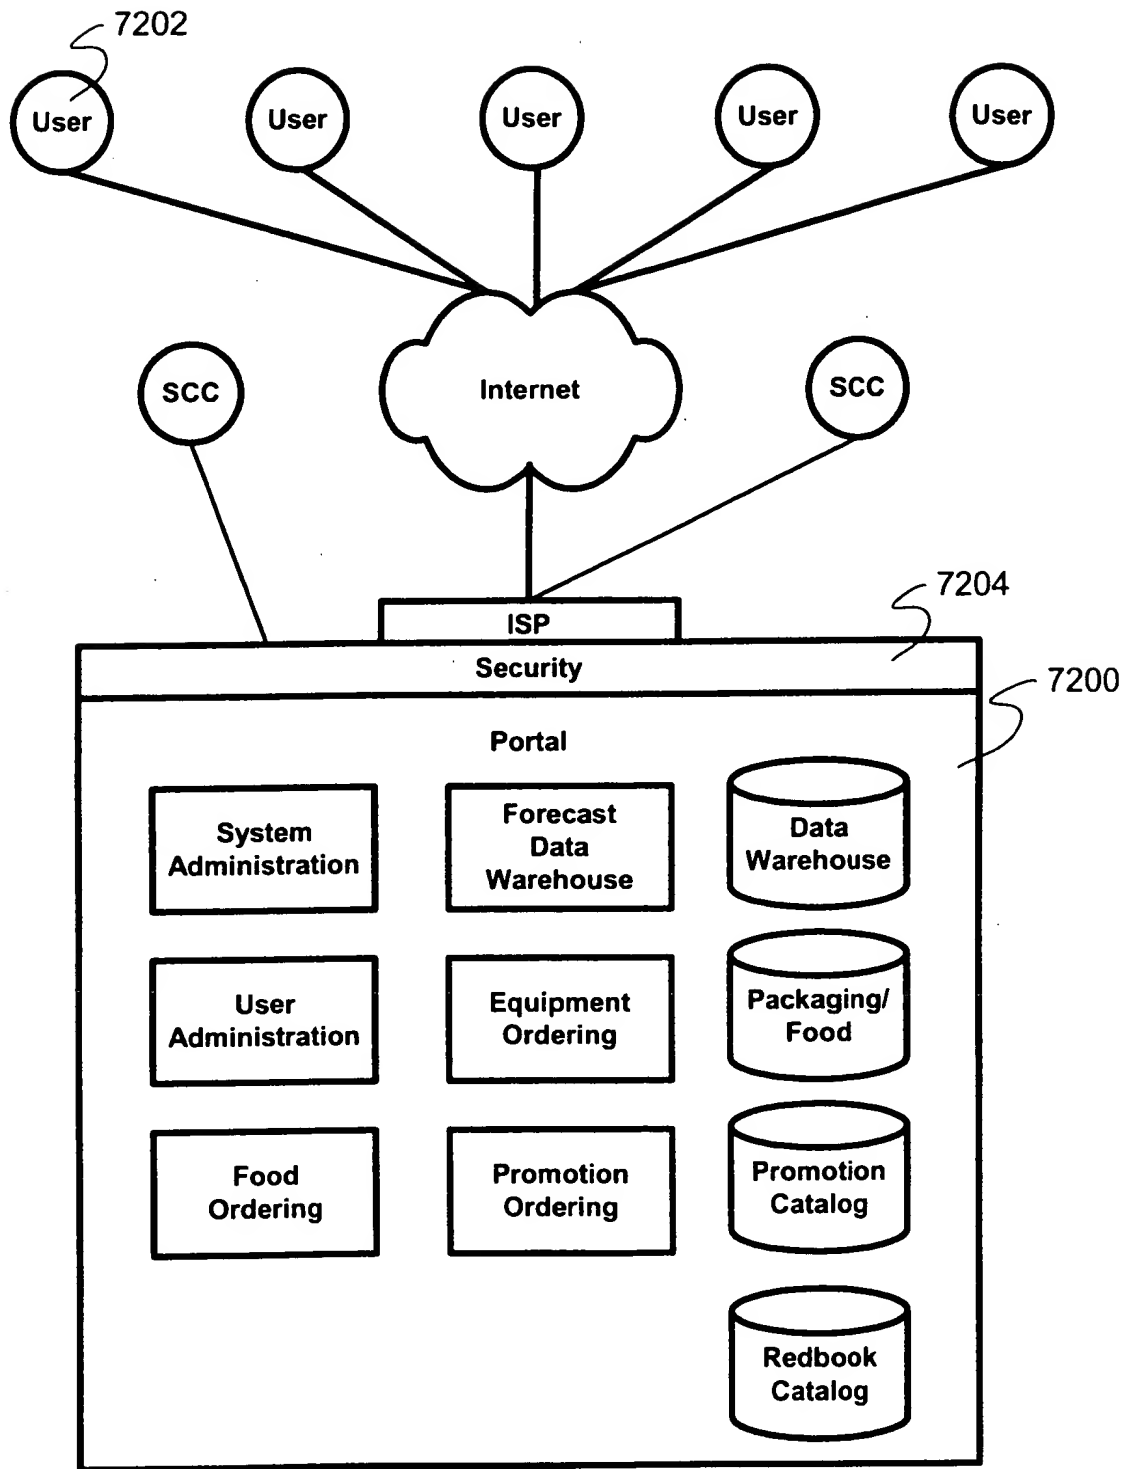 7202
User
User
User
User
User
SCC
Internet
SCC
7204
ISP
Security
7200
Portal
System
Administration
Forecast
Data
Warehouse
Data
Warehouse
User
Administration
Equipment
Ordering
Packaging/
Food
Food
Ordering
Promotion
Ordering
Promotion
Catalog
Redbook
Catalog